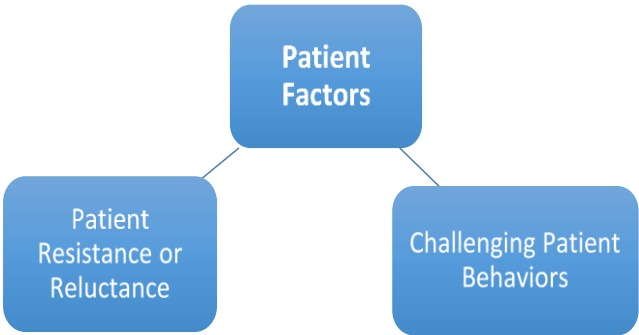 Patient
Factors
Patient
Resistance or
Reluctance
Challenging Patient
Behaviors